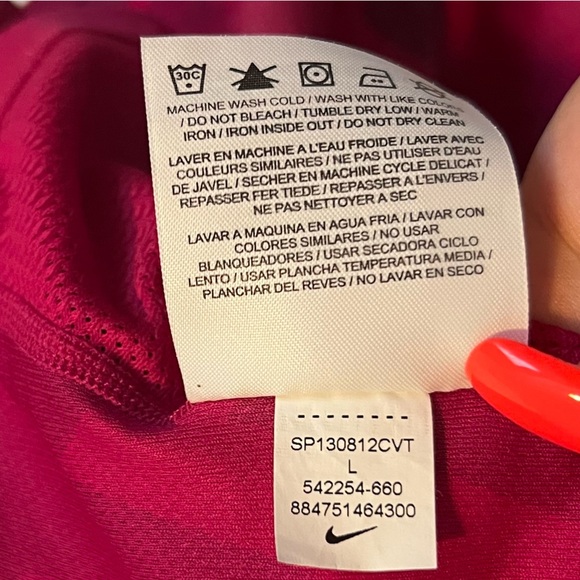 30C
MACHINE WASH COLD / WASH WITH LIKE COLORS
/ DO NOT BLEACH / TUMBLE DRY LOW / WARM
IRON / IRON INSIDE OUT / DO NOT DRY CLEAN
LAVER EN MACHINE A L'EAU FROIDE / LAVER AVEC
COULEURS SIMILAIRES / NE PAS UTILISER D'EAU
DE JAVEL / SECHER EN MACHINE CYCLE DELICAT /
REPASSER FER TIEDE / REPASSER A L'ENVERS /
NE PAS NETTOYER A SEC
LAVAR A MAQUINA EN AGUA FRIA / LAVAR CON
COLORES SIMILARES / NO USAR
BLANQUEADORES / USAR SECADORA CICLO
LENTO / USAR PLANCHA TEMPERATURA MEDIA /
PLANCHAR DEL REVES / NO LAVAR EN SECO
SP130812CVT
L
542254-660
884751464300